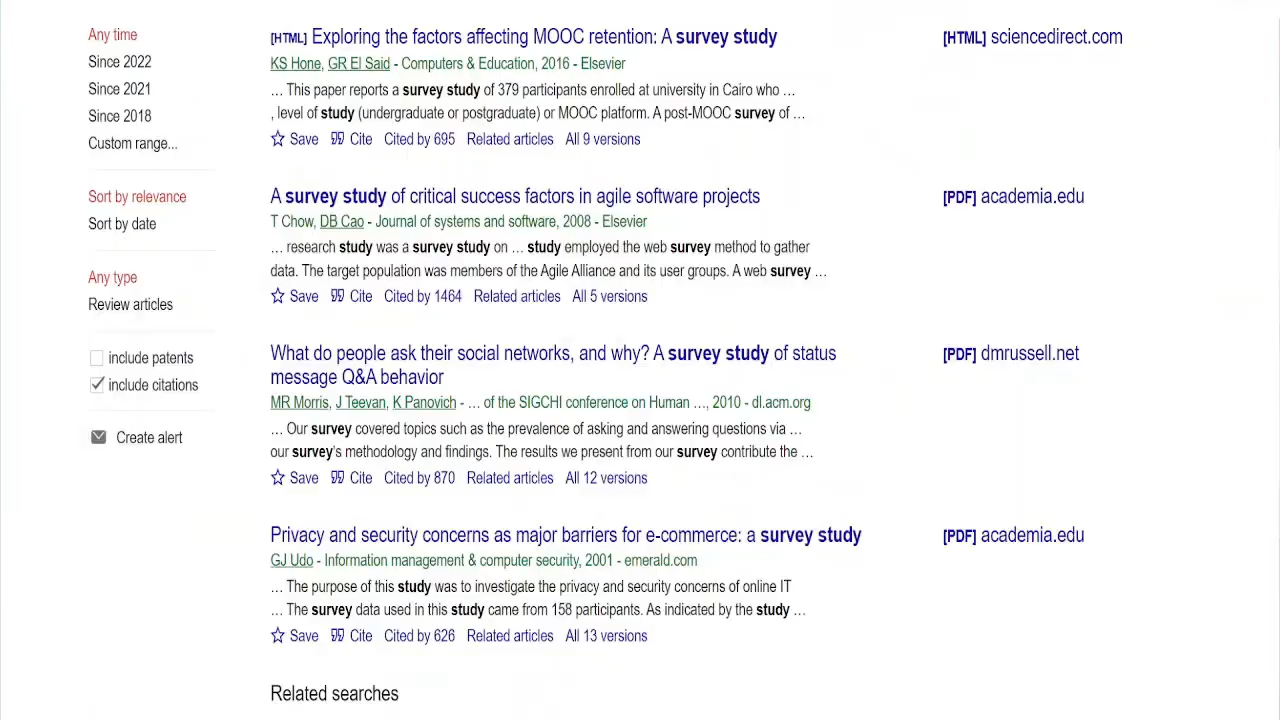 Any time
Since 2022
Since 2021
Since 2018
Custom range...
Sort by relevance
Sort by date
Any type
Review articles
include patents
include citations
Create alert
[HTML] Exploring the factors affecting MOOC retention: A survey study
[HTML] sciencedirect.com
KS Hone, GR El Said - Computers & Education, 2016 - Elsevier
… This paper reports a survey study of 379 participants enrolled at university in Cairo who …
, level of study (undergraduate or postgraduate) or MOOC platform. A post-MOOC survey of …
Save Cite Cited by 695 Related articles All 9 versions
A survey study of critical success factors in agile software projects
[PDF] academia.edu
T Chow, DB Cao - Journal of systems and software, 2008 - Elsevier
… research study was a survey study on … study employed the web survey method to gather
data. The target population was members of the Agile Alliance and its user groups. A web survey …
Save Cite Cited by 1464 Related articles All 5 versions
What do people ask their social networks, and why? A survey study of status
message Q&A behavior
[PDF] dmrussell.net
MR Morris, J Teevan, K Panovich - … of the SIGCHI conference on Human …, 2010 - dl.acm.org
… Our survey covered topics such as the prevalence of asking and answering questions via …
our survey's methodology and findings. The results we present from our survey contribute the …
Save Cite Cited by 870 Related articles All 12 versions
Privacy and security concerns as major barriers for e-commerce: a survey study
[PDF] academia.edu
GJ Udo - Information management & computer security, 2001 - emerald.com
… The purpose of this study was to investigate the privacy and security concerns of online IT
… The survey data used in this study came from 158 participants. As indicated by the study …
Save Cite Cited by 626 Related articles All 13 versions
Related searches